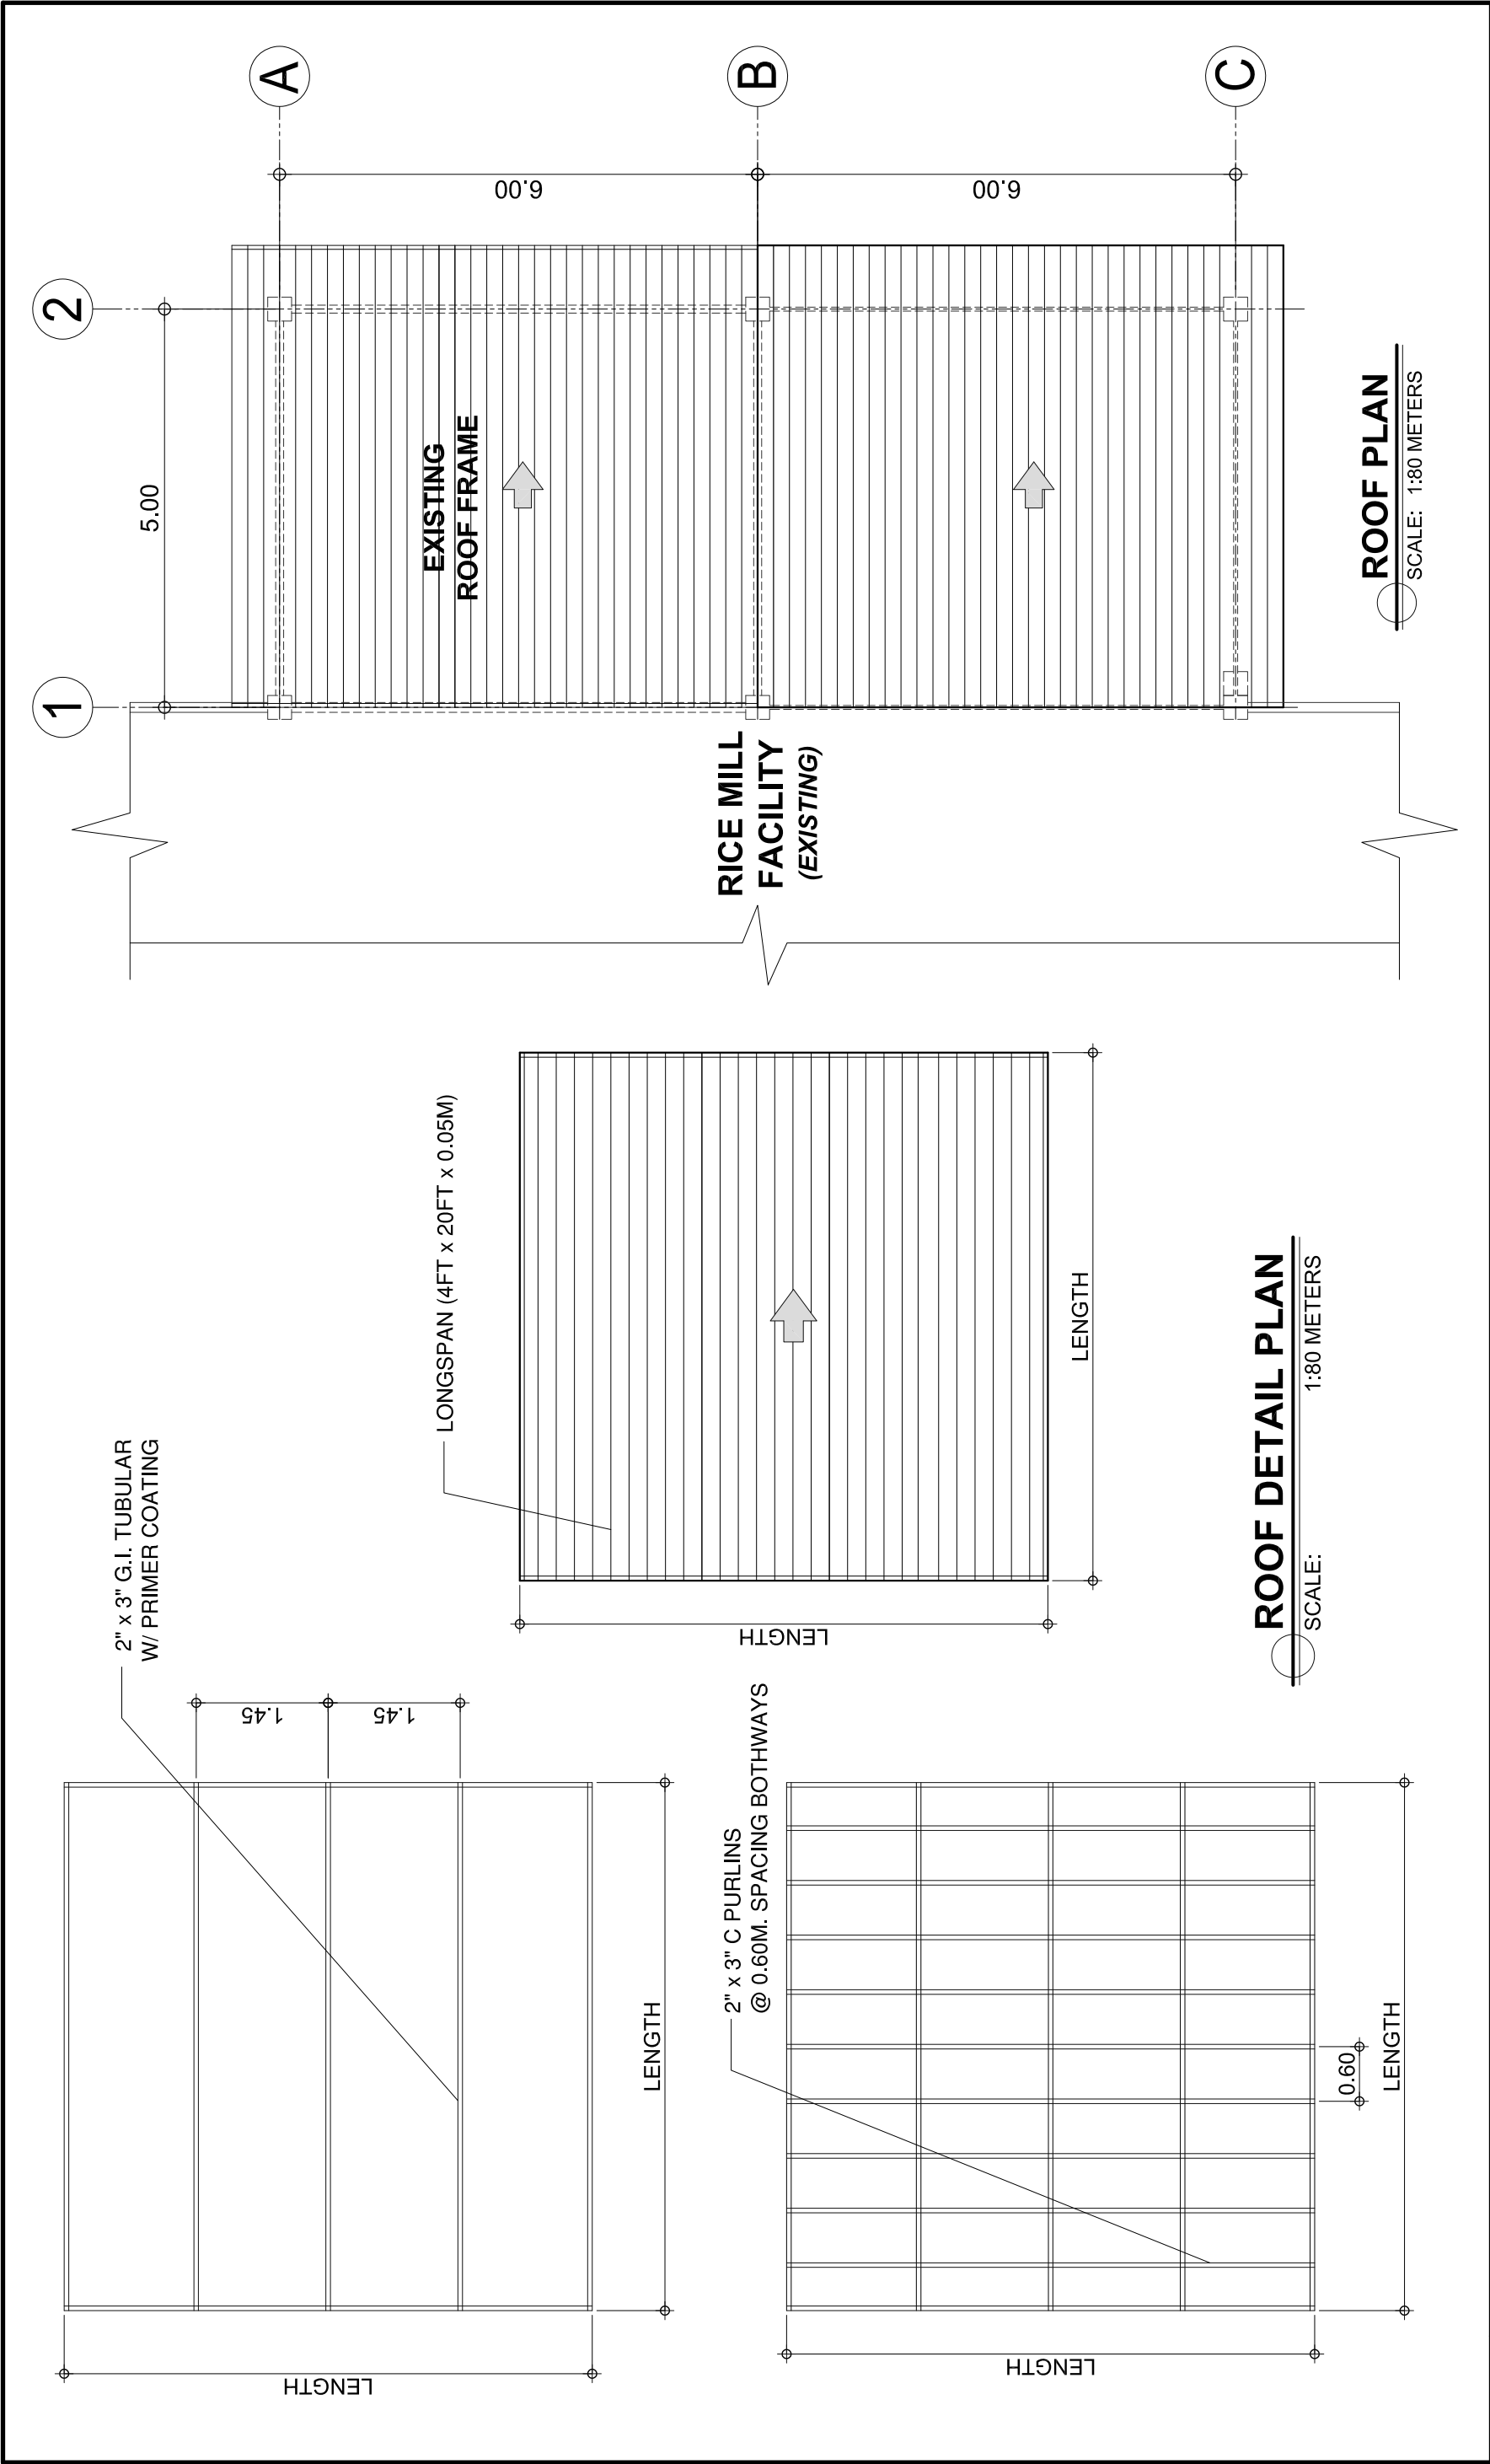 2" x 3" G.I. TUBULAR
W/ PRIMER COATING
1.45
1.45
LENGTH
LENGTH
2" x 3" C PURLINS
@ 0.60M. SPACING BOTHWAYS
0.60
LENGTH
LENGTH
LONGSPAN (4FT x 20FT x 0.05M)
LENGTH
LENGTH
ROOF DETAIL PLAN
SCALE: 1:80 METERS
1
2
5.00
A
B
C
6.00
6.00
EXISTING
ROOF FRAME
RICE MILL
FACILITY
(EXISTING)
ROOF PLAN
SCALE: 1:80 METERS